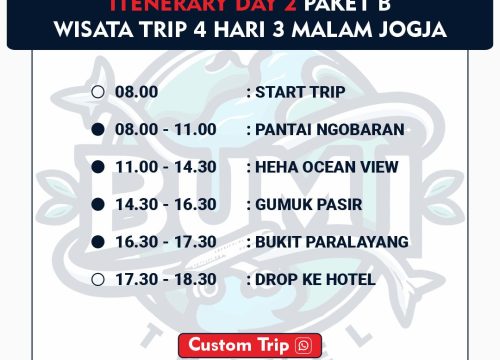 ITENERARY DAY 2 PAKET B
WISATA TRIP 4 HARI 3 MALAM JOGJA
08.00 : START TRIP
08.00 - 11.00 : PANTAI NGOBARAN
11.00 - 14.30 : HEHA OCEAN VIEW
14.30 - 16.30 : GUMUK PASIR
16.30 - 17.30 : BUKIT PARALAYANG
17.30 - 18.30 : DROP KE HOTEL
BUMI
Custom Trip